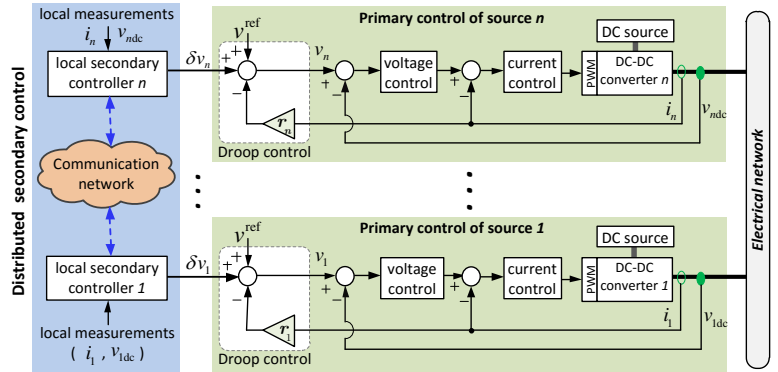 Distributed secondary control
local measurements
i_n v_ndc
local secondary
controller n
Communication
network
local secondary
controller 1
local measurements
( i_1 , v_1dc )
Primary control of source n
δv_n
v^ref
+
+
−
v_n
+
−
voltage
control
+
−
current
control
PWM
DC source
DC-DC
converter n
i_n
v_ndc
r_n
Droop control
Primary control of source 1
δv_1
v^ref
+
+
−
v_1
+
−
voltage
control
+
−
current
control
PWM
DC source
DC-DC
converter 1
i_1
v_1dc
r_1
Droop control
Electrical network